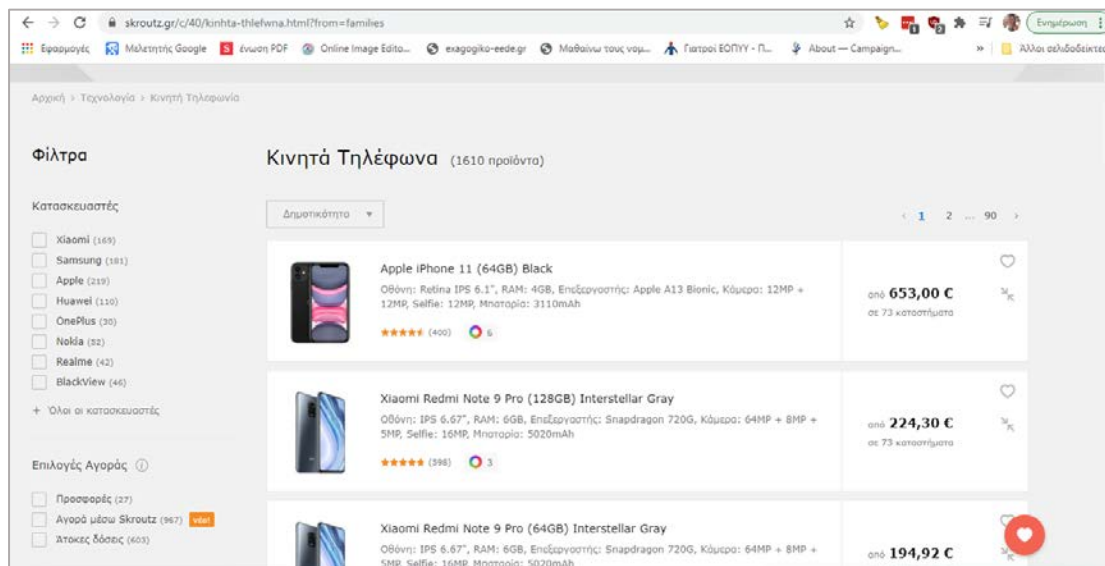 skroutz.gr/c/40/kinhta-thlefwna.html?from=families
Ενημέρωση
Εφαρμογές Μελετητής Google ένωση PDF Online Image Edito... exagogiko-eede.gr Μαθαίνω τους νομ... Γιατροί ΕΟΠΥΥ - Π... About — Campaign... » Άλλοι σελιδοδείκτες
Αρχική > Τεχνολογία > Κινητή Τηλεφωνία
Φίλτρα
Κινητά Τηλέφωνα (1610 προϊόντα)
Κατασκευαστές
Δημοτικότητα
‹ 1 2 ... 90 ›
Xiaomi (169)
Samsung (181)
Apple (219)
Huawei (110)
OnePlus (30)
Nokia (52)
Realme (42)
BlackView (46)
+ Όλοι οι κατασκευαστές
Επιλογές Αγοράς
Προσφορές (27)
Αγορά μέσω Skroutz (967) νέο!
Άτοκες δόσεις (603)
Apple iPhone 11 (64GB) Black
Οθόνη: Retina IPS 6.1", RAM: 4GB, Επεξεργαστής: Apple A13 Bionic, Κάμερα: 12MP +
12MP, Selfie: 12MP, Μπαταρία: 3110mAh
(400) 6
από 653,00 €
σε 73 καταστήματα
Xiaomi Redmi Note 9 Pro (128GB) Interstellar Gray
Οθόνη: IPS 6.67", RAM: 6GB, Επεξεργαστής: Snapdragon 720G, Κάμερα: 64MP + 8MP +
5MP, Selfie: 16MP, Μπαταρία: 5020mAh
(598) 3
από 224,30 €
σε 73 καταστήματα
Xiaomi Redmi Note 9 Pro (64GB) Interstellar Gray
Οθόνη: IPS 6.67", RAM: 6GB, Επεξεργαστής: Snapdragon 720G, Κάμερα: 64MP + 8MP +
5MP, Selfie: 16MP, Μπαταρία: 5020mAh
από 194,92 €